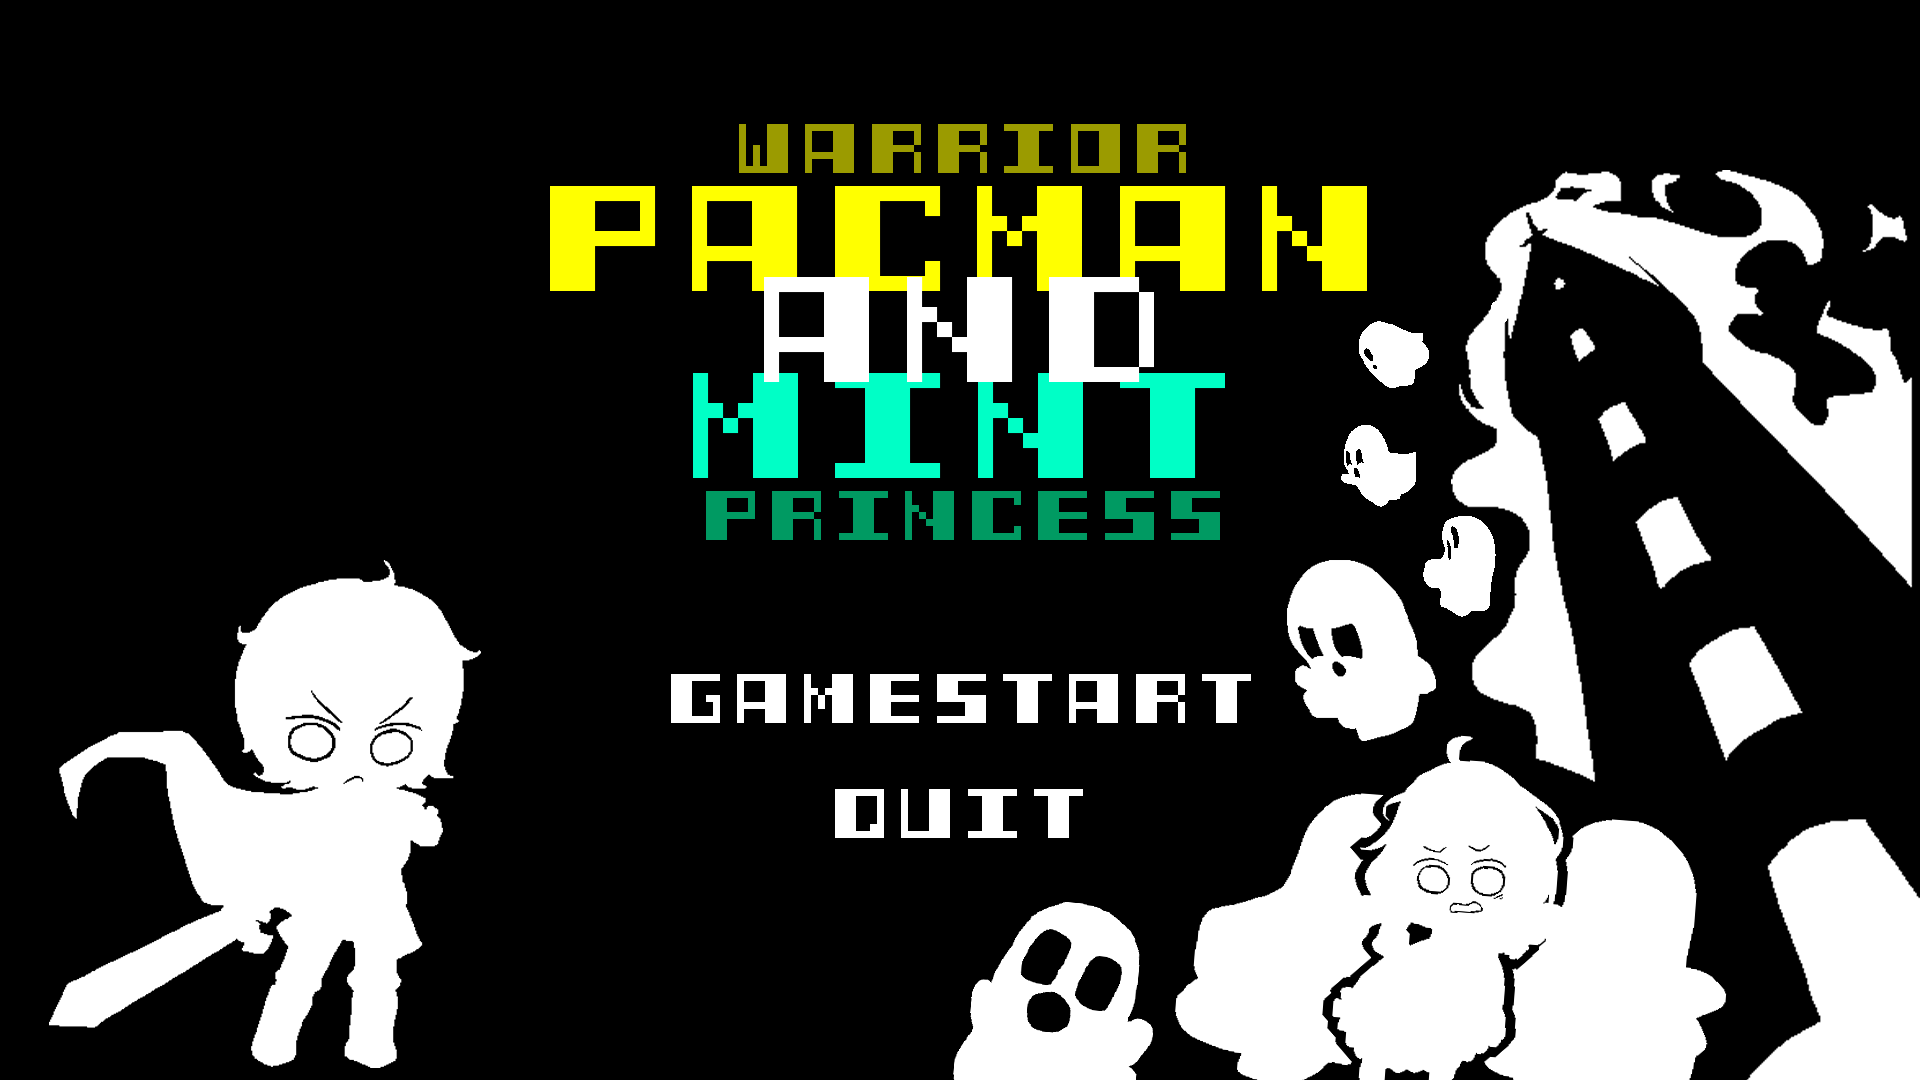 WARRIOR
PACMAN
AND
MINT
PRINCESS
GAMESTART
QUIT